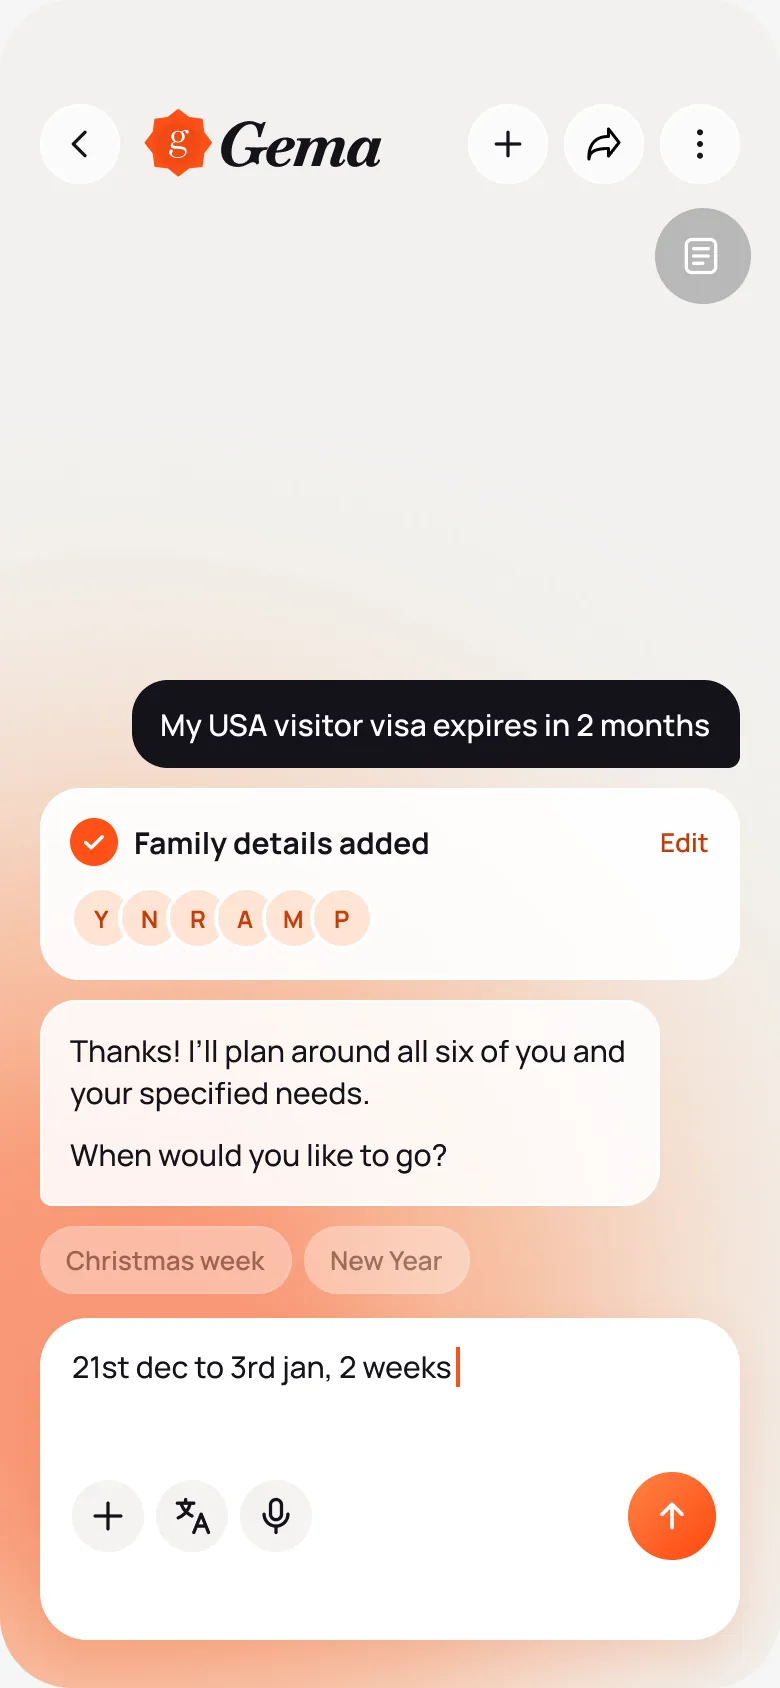 g Gema
My USA visitor visa expires in 2 months
Family details added
Edit
Y N R A M P
Thanks! I’ll plan around all six of you and
your specified needs.
When would you like to go?
Christmas week
New Year
21st dec to 3rd jan, 2 weeks
文A